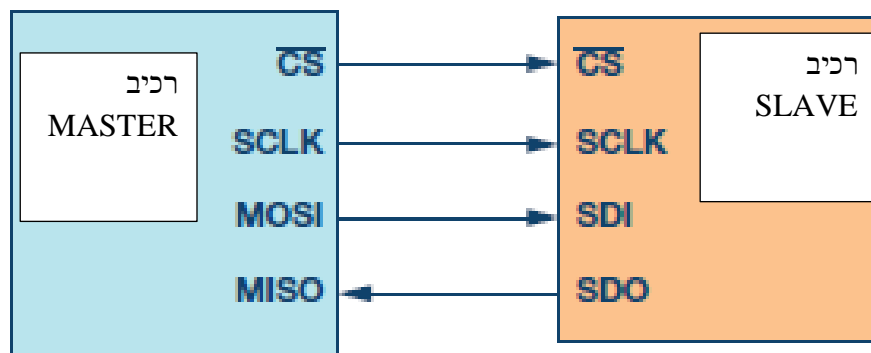 רכיב
MASTER
CS
SCLK
MOSI
MISO
CS
SCLK
SDI
SDO
רכיב
SLAVE